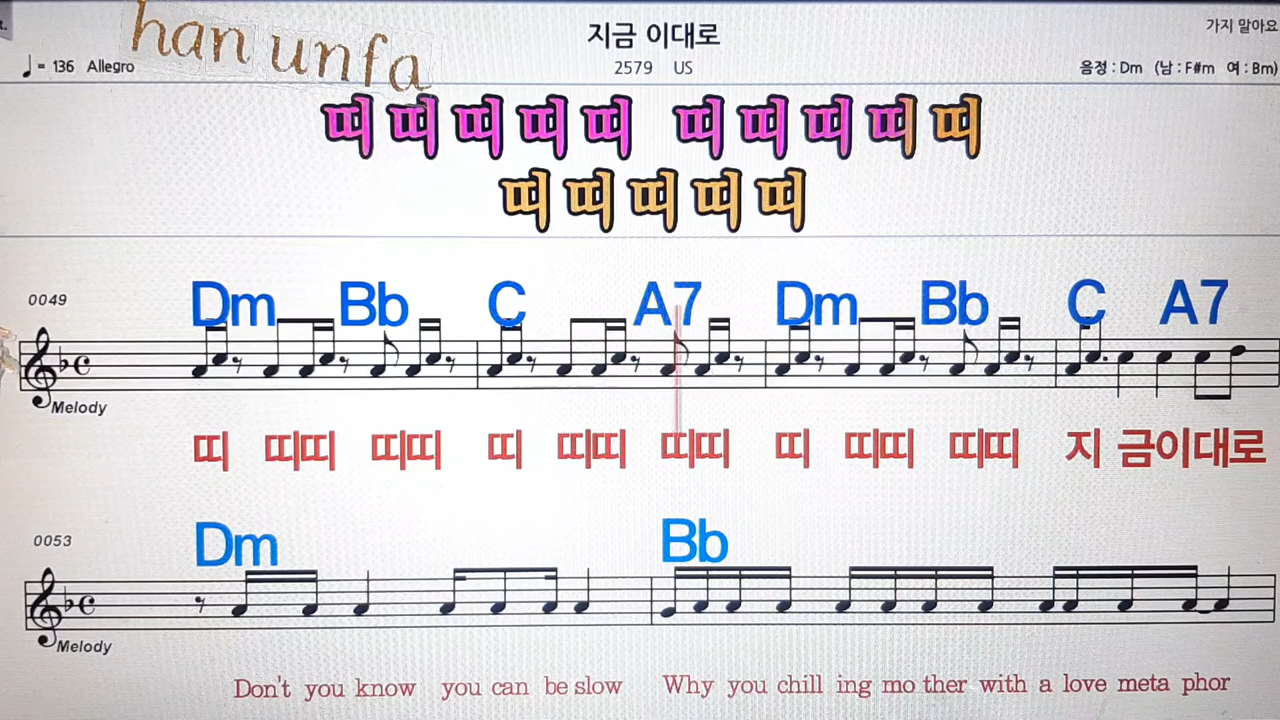 han unfa
지금 이대로
가지 말아요
♩= 136 Allegro
2579 US
음정 : Dm (남 : F#m 여 : Bm)
띠 띠 띠 띠 띠 띠 띠 띠 띠 띠
띠 띠 띠 띠 띠
0049
Dm Bb C A7 Dm Bb C A7
Melody
띠 띠띠 띠띠 띠 띠띠 띠띠 띠 띠띠 띠띠 지 금이대로
0053
Dm Bb
Melody
Don't you know you can be slow Why you chill ing mo ther with a love meta phor